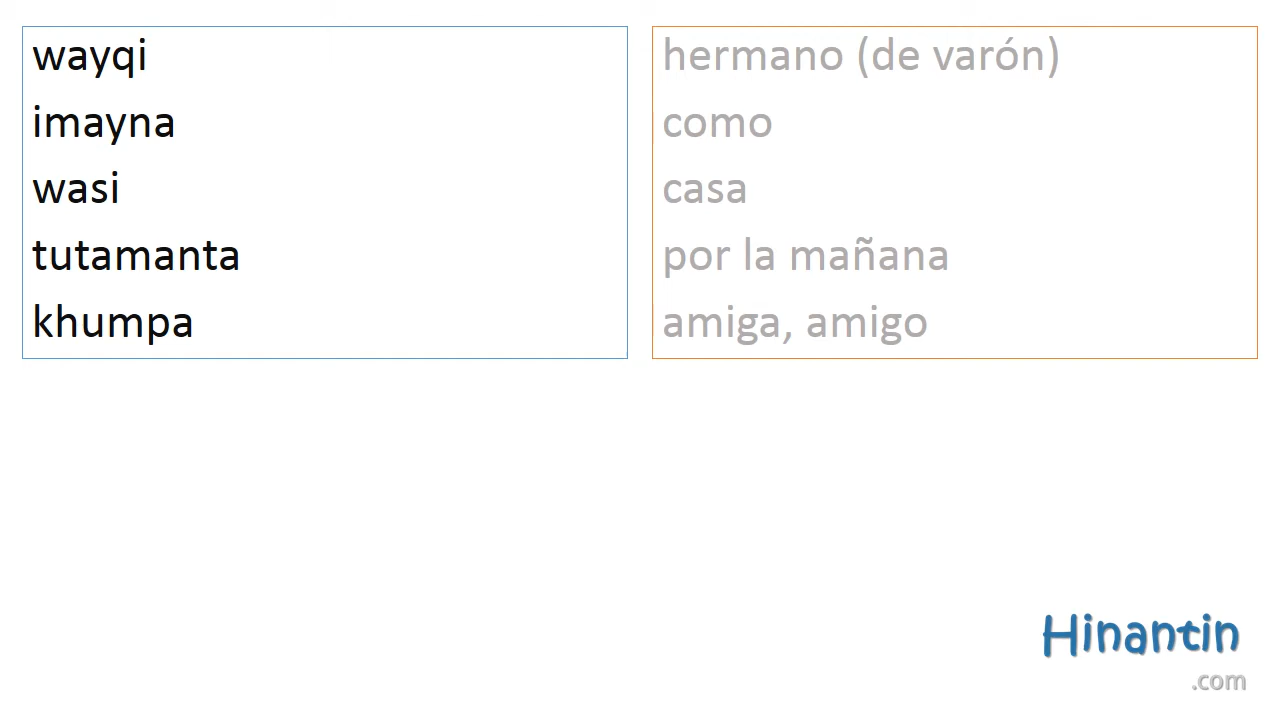 wayqi
imayna
wasi
tutamanta
khumpa
hermano (de varón)
como
casa
por la mañana
amiga, amigo
Hinantin
.com